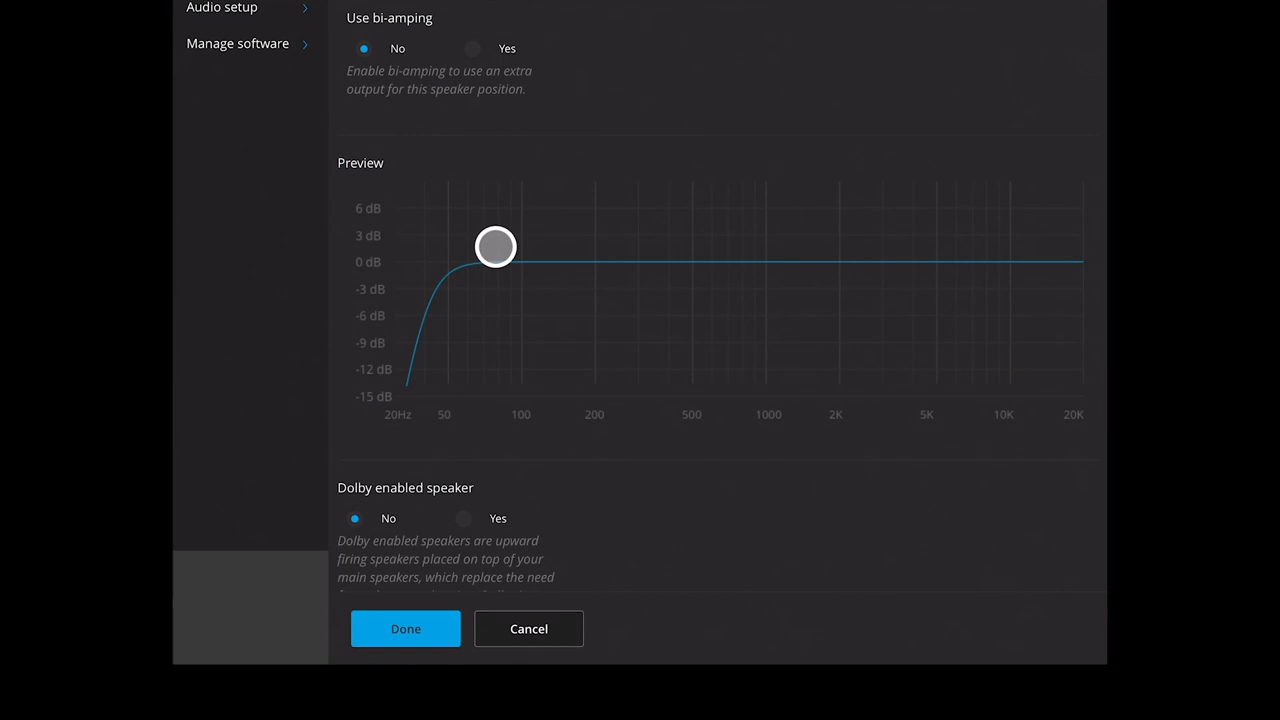 Audio setup
Manage software
Use bi-amping
No Yes
Enable bi-amping to use an extra
output for this speaker position.
Preview
6 dB
3 dB
0 dB
-3 dB
-6 dB
-9 dB
-12 dB
-15 dB
20Hz 50 100 200 500 1000 2K 5K 10K 20K
Dolby enabled speaker
No Yes
Dolby enabled speakers are upward
firing speakers placed on top of your
main speakers, which replace the need
Done Cancel